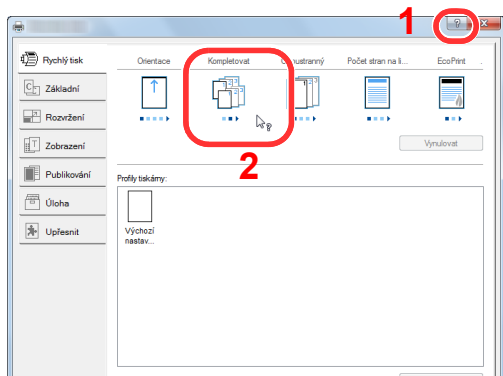 1
?
x
Rychlý tisk
Orientace
Kompletovat
ustranný
Počet stran na li...
EcoPrint
Základní
Rozvržení
Zobrazení
Publikování
Úloha
Upřesnit
2
Vynulovat
Profily tiskárny:
Výchozí
nastav...